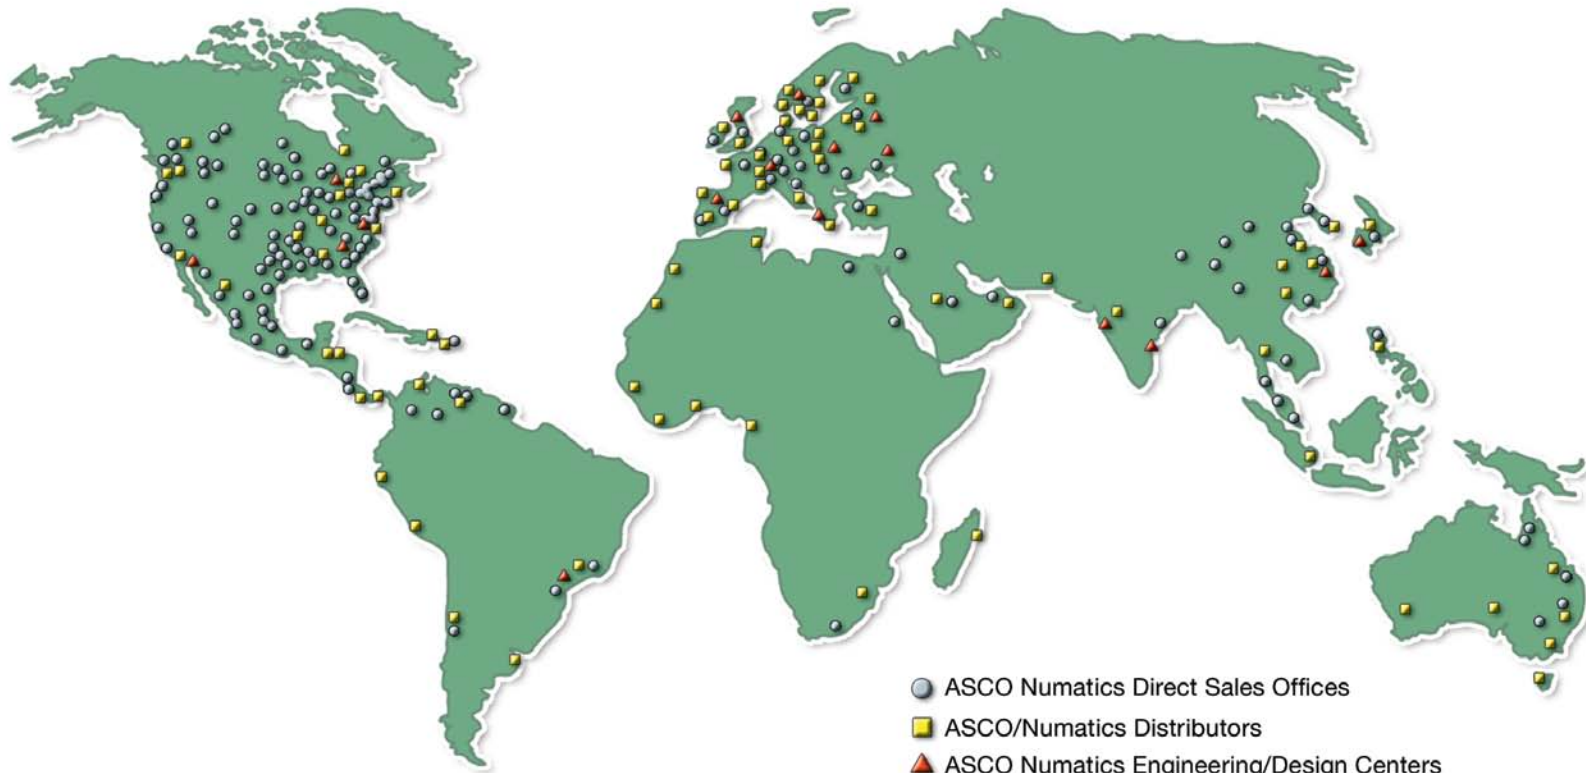 ASCO Numatics Direct Sales Offices
ASCO/Numatics Distributors
ASCO Numatics Engineering/Design Centers